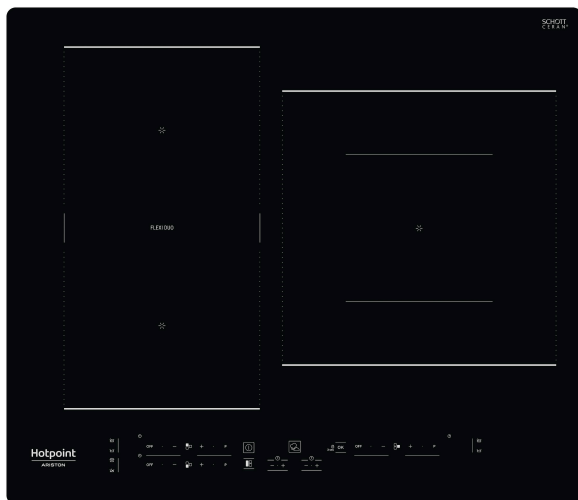 SCHOTT
CERAN®
FLEXI DUO
Hotpoint
ARISTON
OFF · − + · P
OFF · − + · P
− · +
− · +
OK
OFF · − + · P